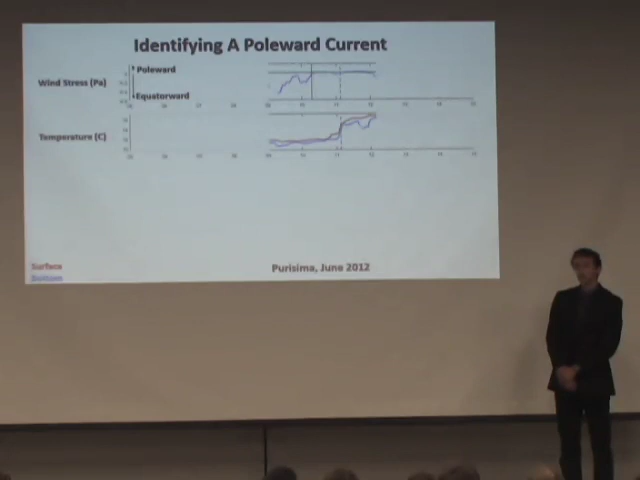 Identifying A Poleward Current
Poleward
Wind Stress (Pa)
Equatorward
Temperature (C)
Surface
Bottom
Purisima, June 2012